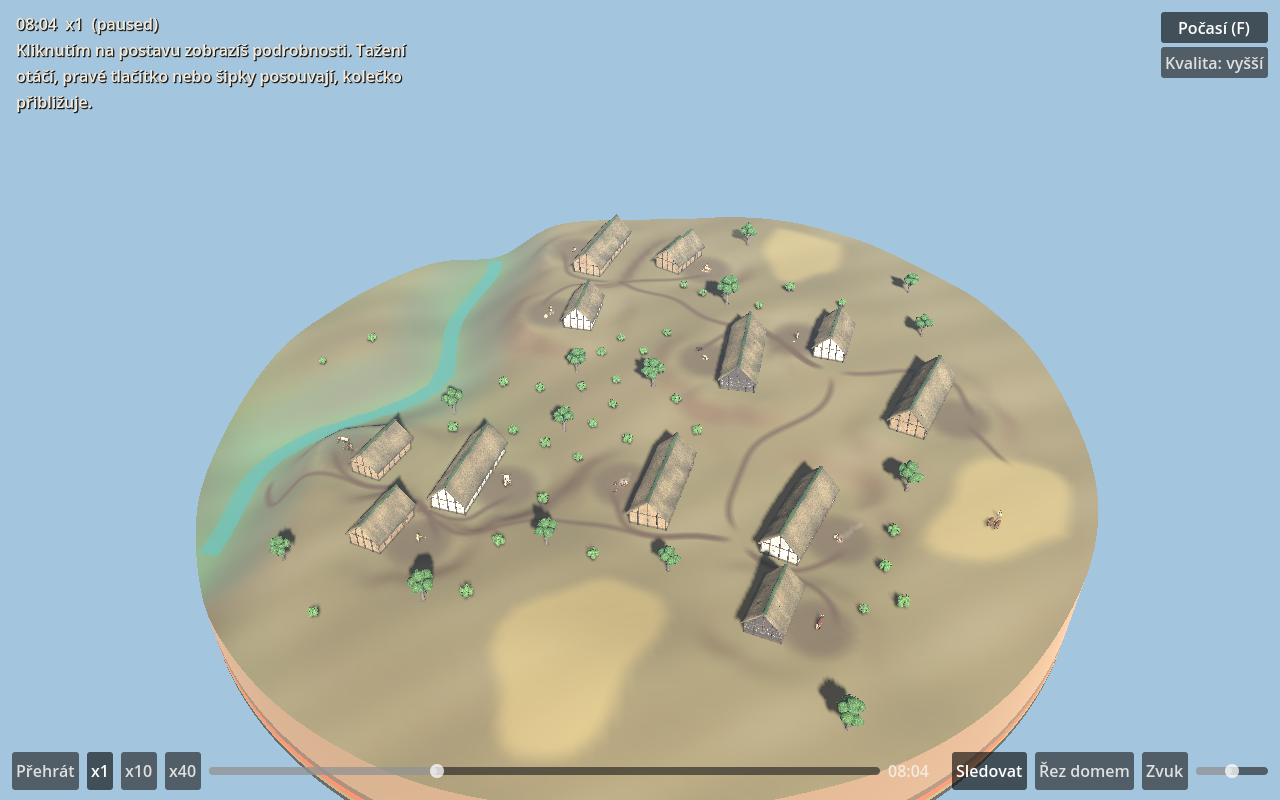 08:04 x1 (paused)
Kliknutím na postavu zobrazíš podrobnosti. Tažení
otáčí, pravé tlačítko nebo šipky posouvají, kolečko
přibližuje.
Počasí (F)
Kvalita: vyšší
Přehrát x1 x10 x40 08:04 Sledovat Řez domem Zvuk